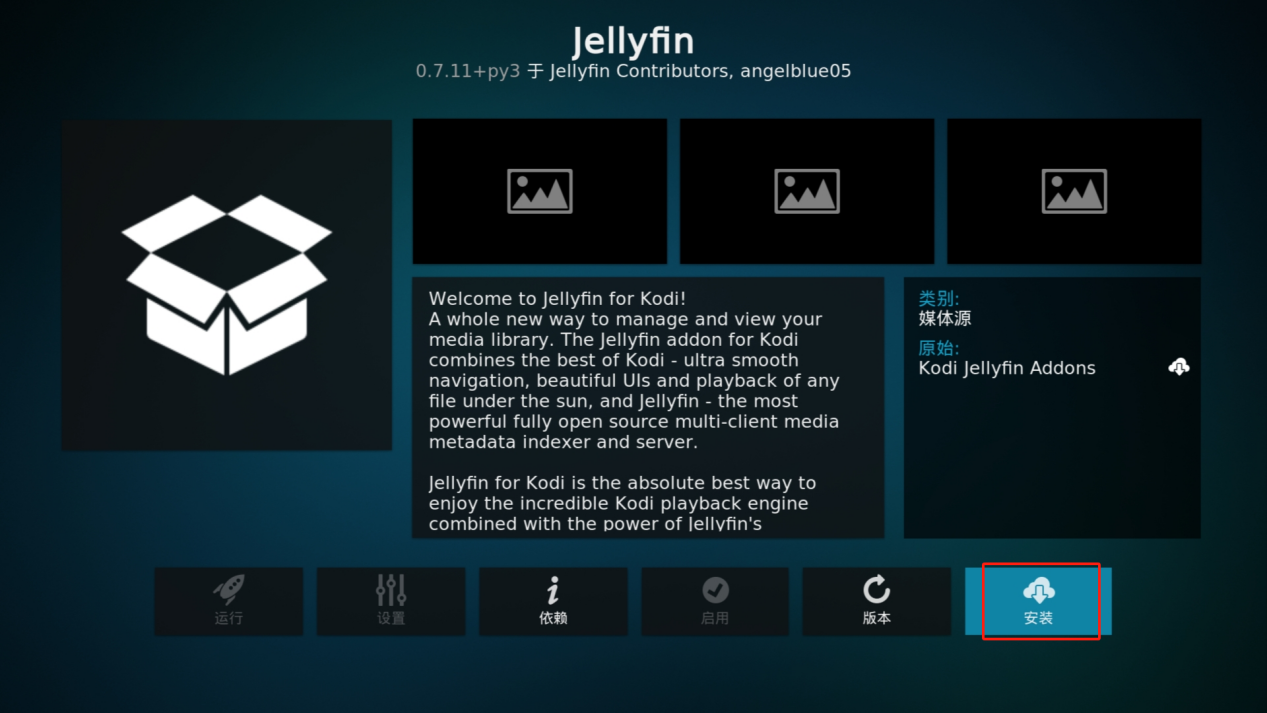 Jellyfin
0.7.11+py3 于 Jellyfin Contributors, angelblue05
Welcome to Jellyfin for Kodi!
A whole new way to manage and view your
media library. The Jellyfin addon for Kodi
combines the best of Kodi - ultra smooth
navigation, beautiful UIs and playback of any
file under the sun, and Jellyfin - the most
powerful fully open source multi-client media
metadata indexer and server.
Jellyfin for Kodi is the absolute best way to
enjoy the incredible Kodi playback engine
combined with the power of Jellyfin's
类别:
媒体源
原始:
Kodi Jellyfin Addons
运行
设置
依赖
启用
版本
安装